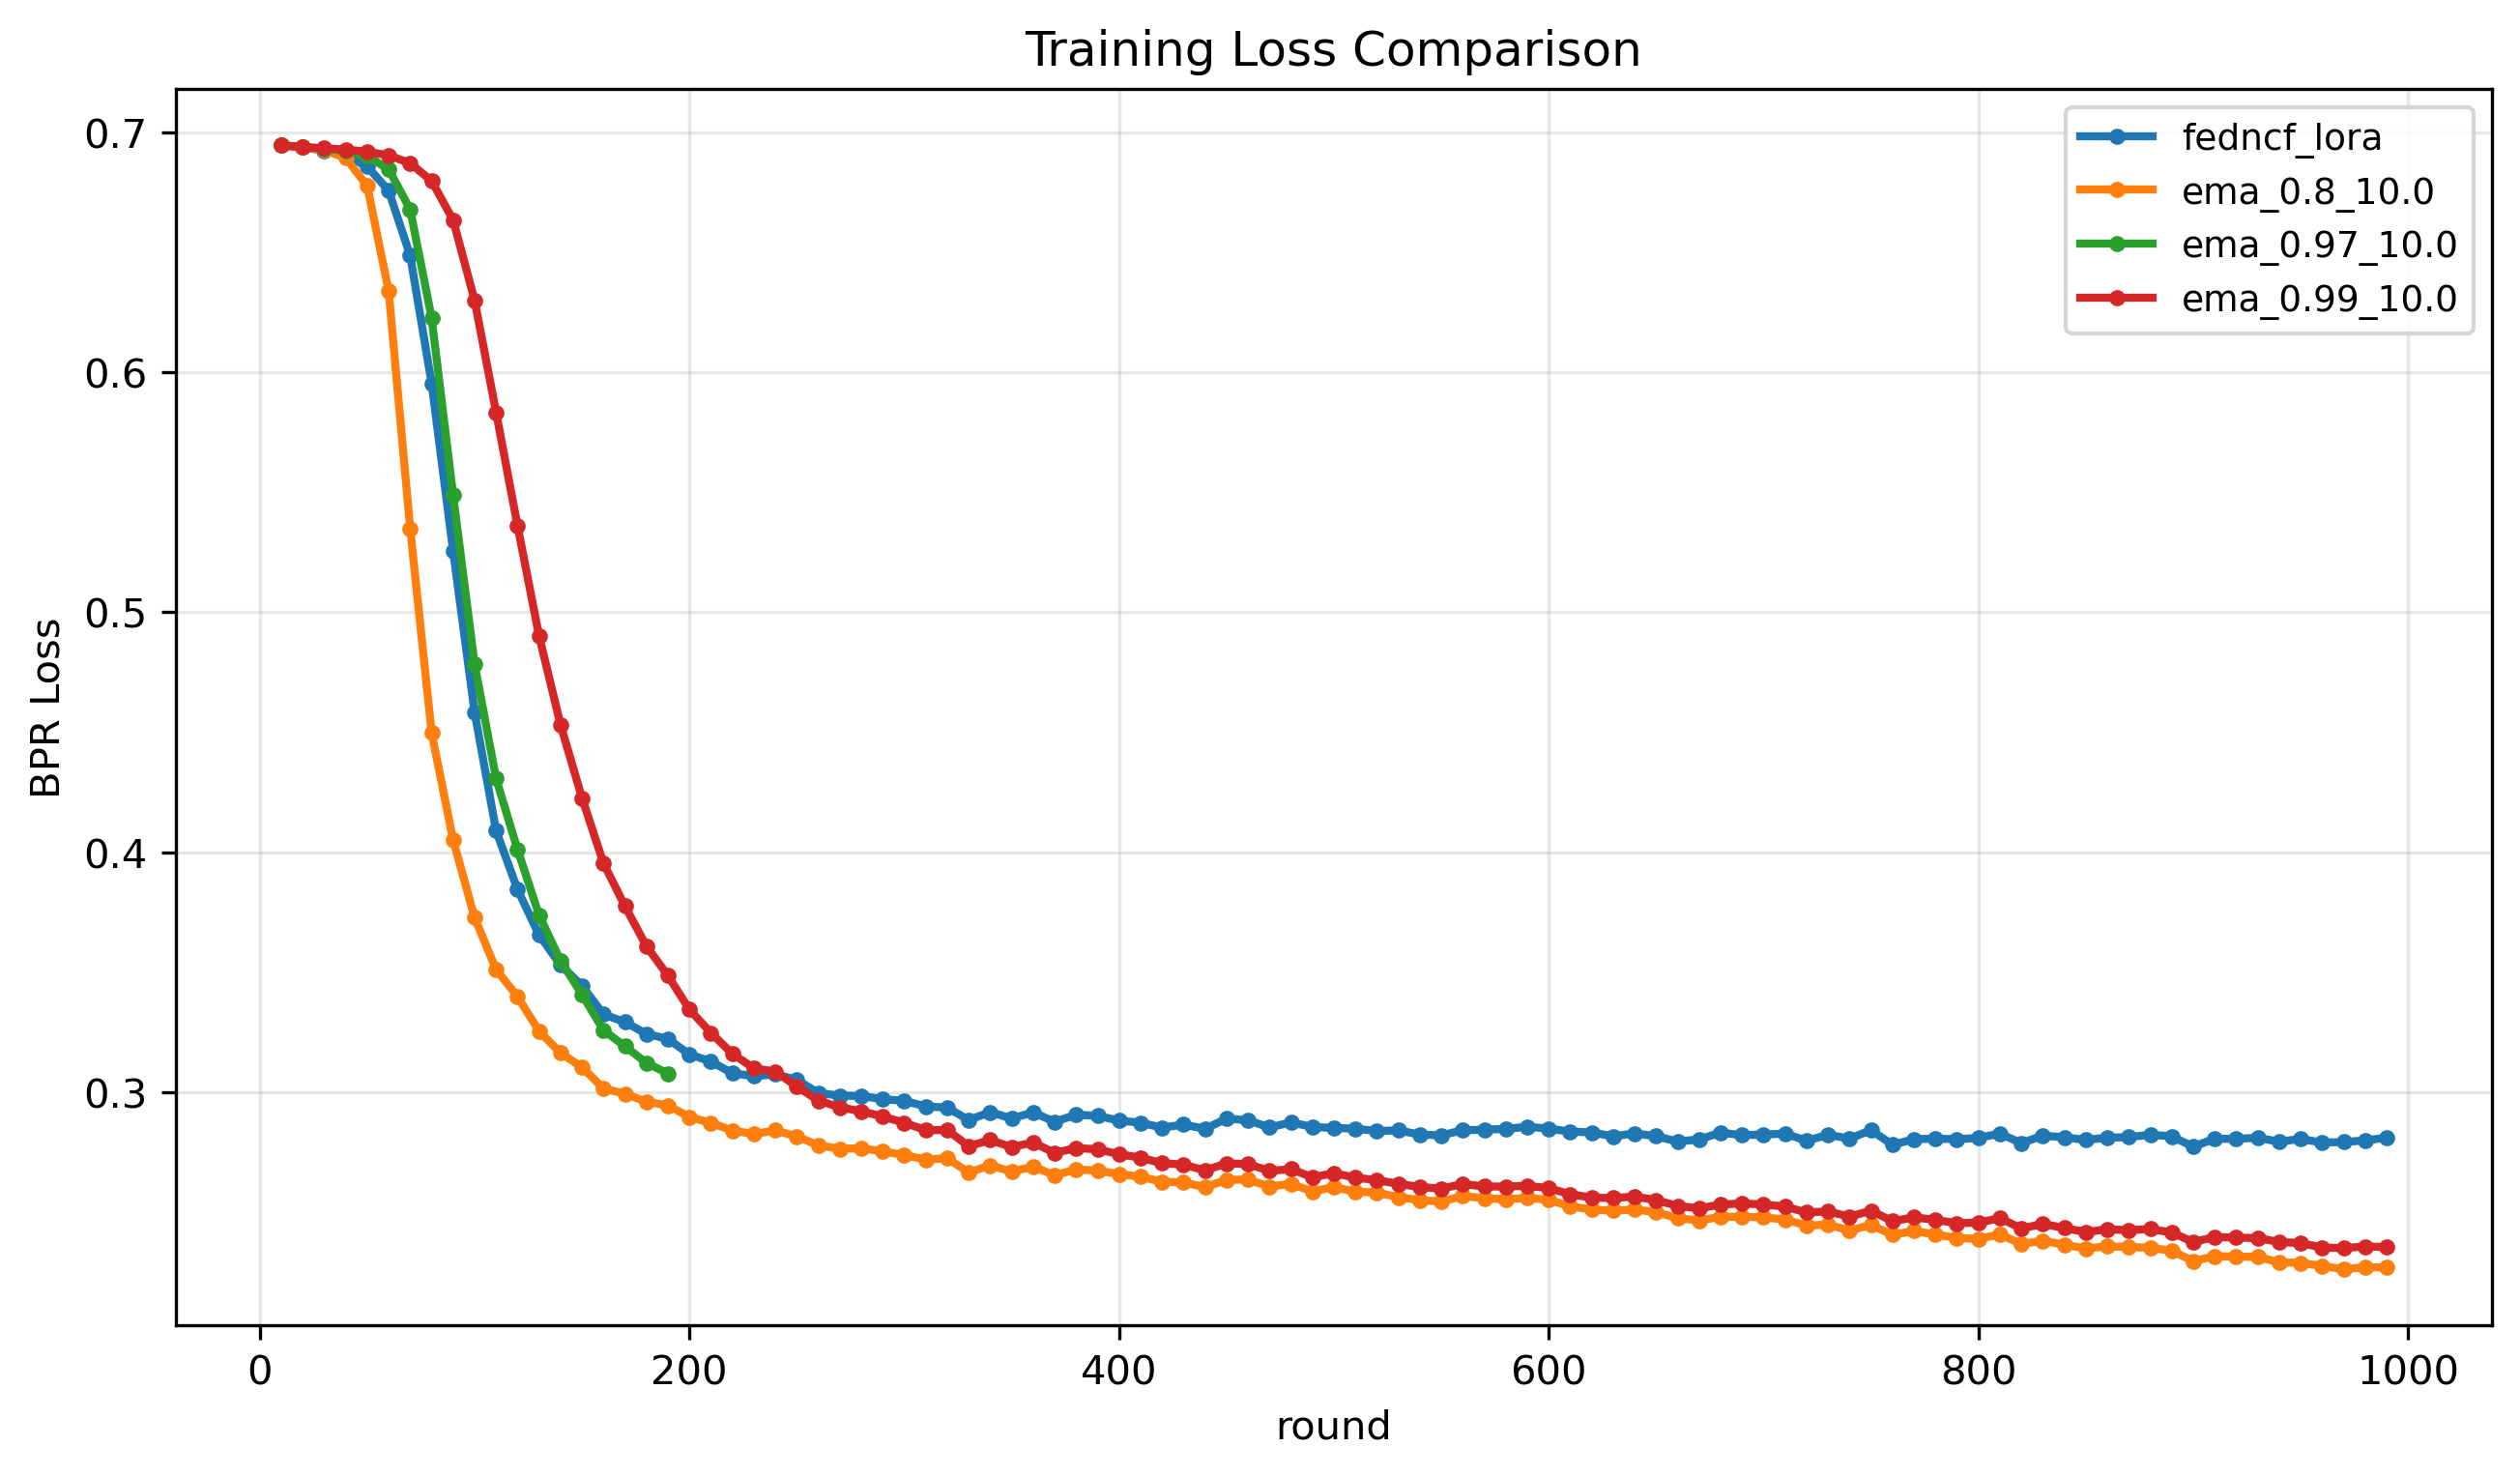 Training Loss Comparison
0.7
0.6
0.5
0.4
0.3
BPR Loss
fedncf_lora
ema_0.8_10.0
ema_0.97_10.0
ema_0.99_10.0
0 200 400 600 800 1000
round